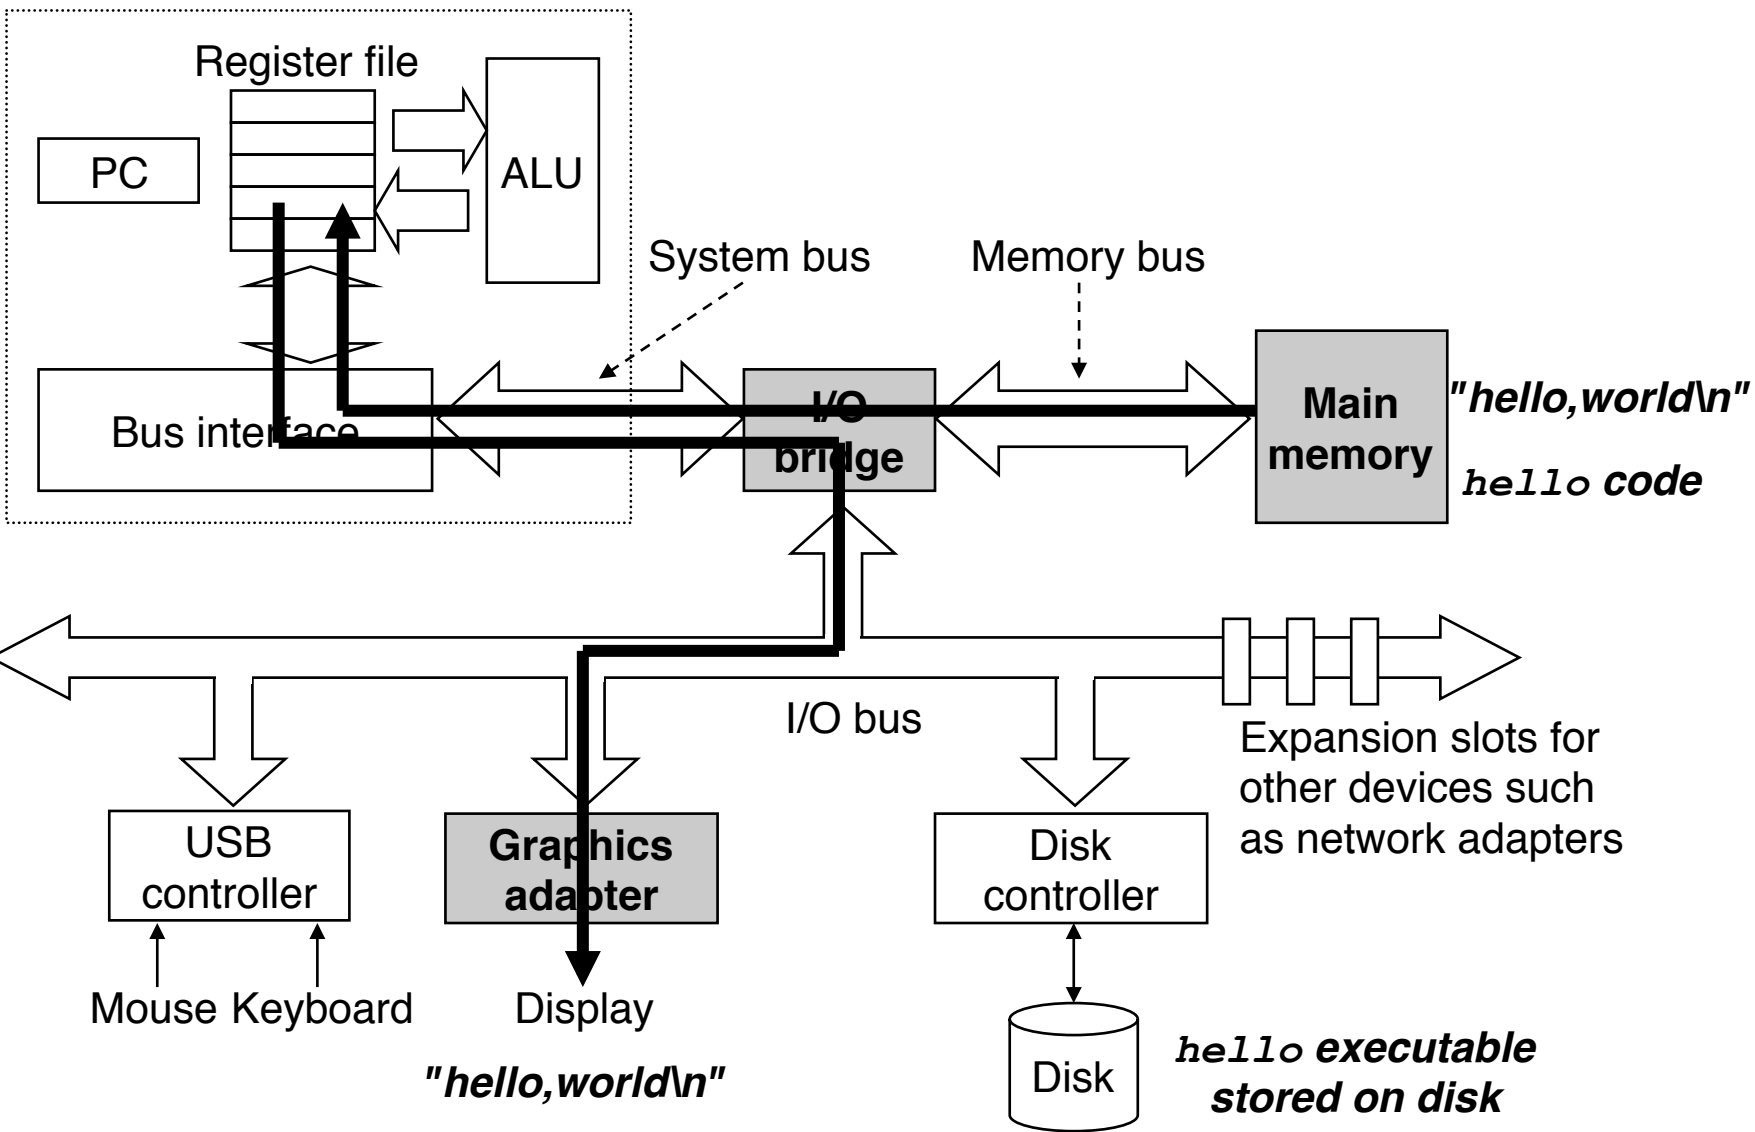 Register file
PC
ALU
System bus
Memory bus
Bus interface
I/O
bridge
Main
memory
"hello,world\n"
hello code
I/O bus
Expansion slots for
other devices such
as network adapters
USB
controller
Graphics
adapter
Disk
controller
Mouse
Keyboard
Display
"hello,world\n"
Disk
hello executable
stored on disk